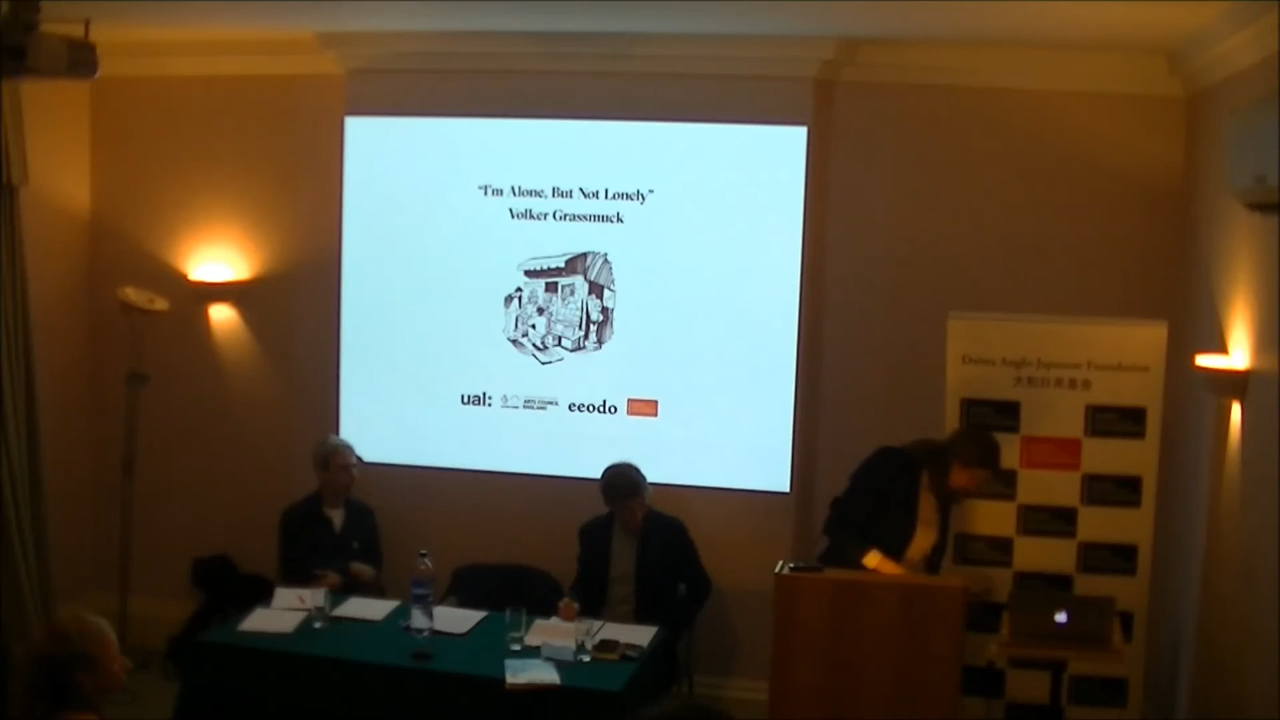 “I'm Alone, But Not Lonely”
Volker Grassmuck
ual:
ARTS COUNCIL
ENGLAND
eeodo
Daiwa Anglo-Japanese Foundation
大和日英基金